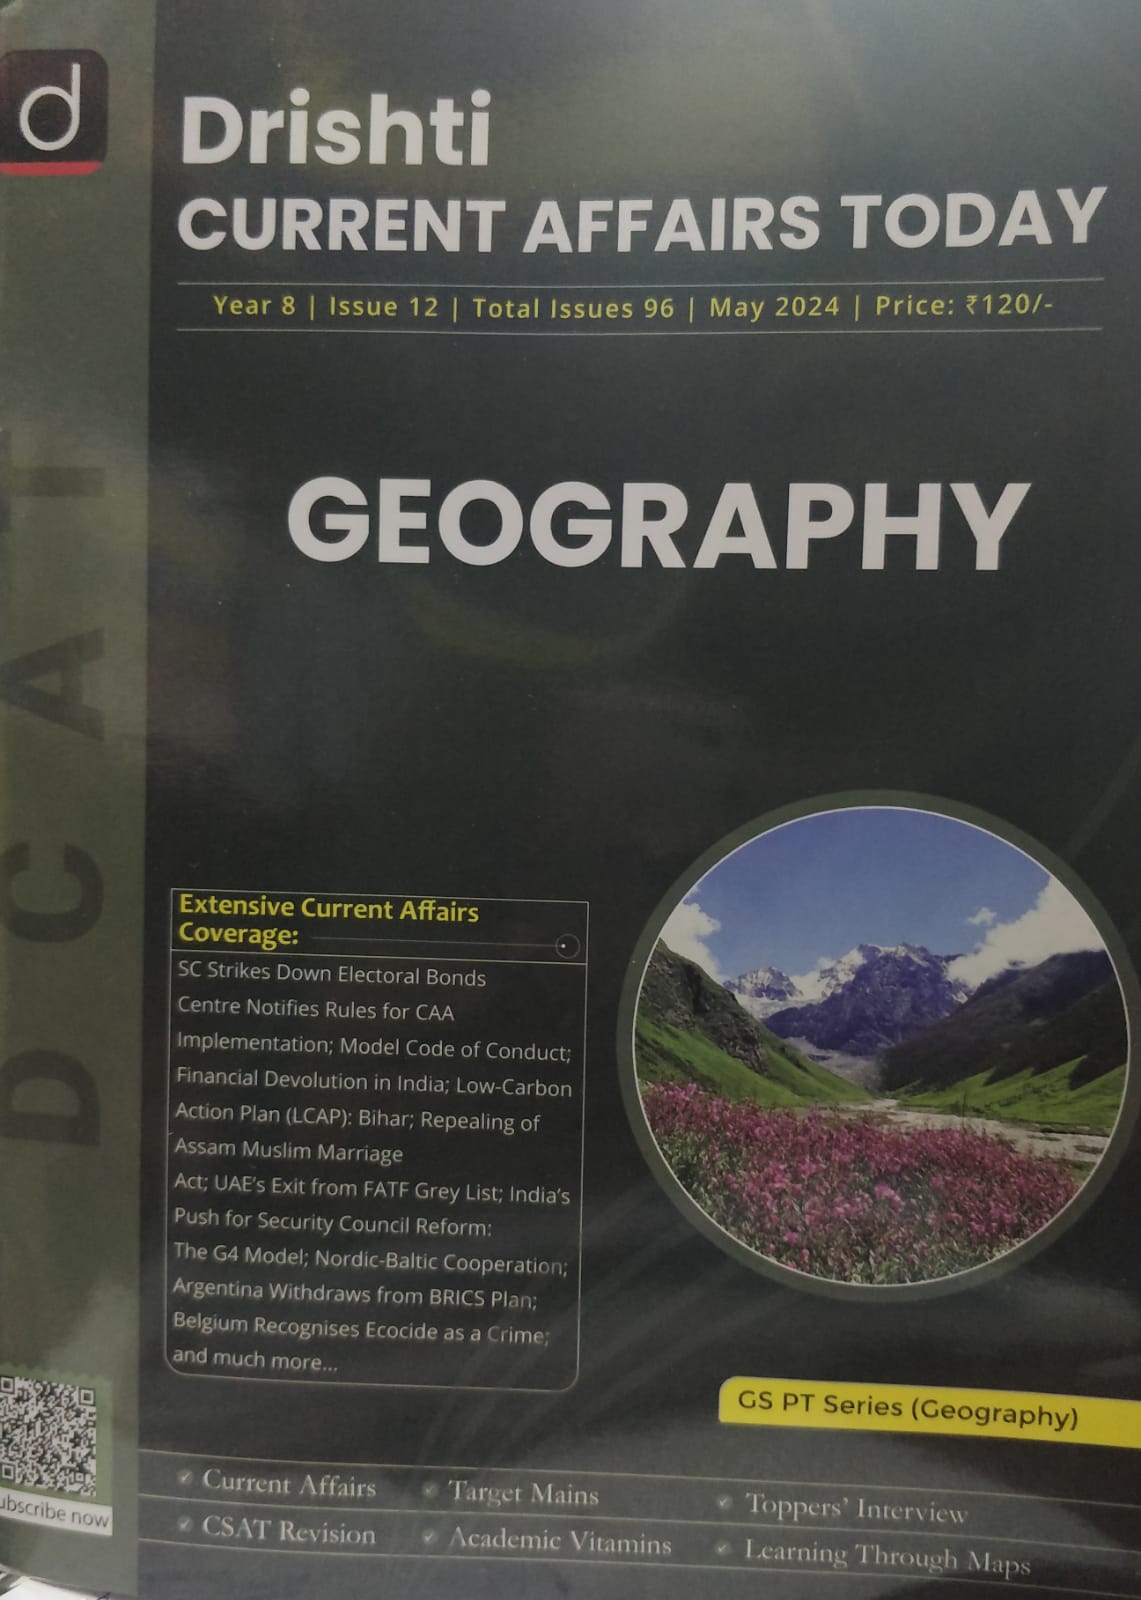 d
Drishti
CURRENT AFFAIRS TODAY
Year 8 | Issue 12 | Total Issues 96 | May 2024 | Price: ₹120/-
GEOGRAPHY
DCAT
Extensive Current Affairs
Coverage:
SC Strikes Down Electoral Bonds
Centre Notifies Rules for CAA
Implementation; Model Code of Conduct;
Financial Devolution in India; Low-Carbon
Action Plan (LCAP): Bihar; Repealing of
Assam Muslim Marriage
Act; UAE’s Exit from FATF Grey List; India’s
Push for Security Council Reform:
The G4 Model; Nordic-Baltic Cooperation;
Argentina Withdraws from BRICS Plan;
Belgium Recognises Ecocide as a Crime;
and much more...
GS PT Series (Geography)
ubscribe now
Current Affairs Target Mains Toppers’ Interview
CSAT Revision Academic Vitamins Learning Through Maps